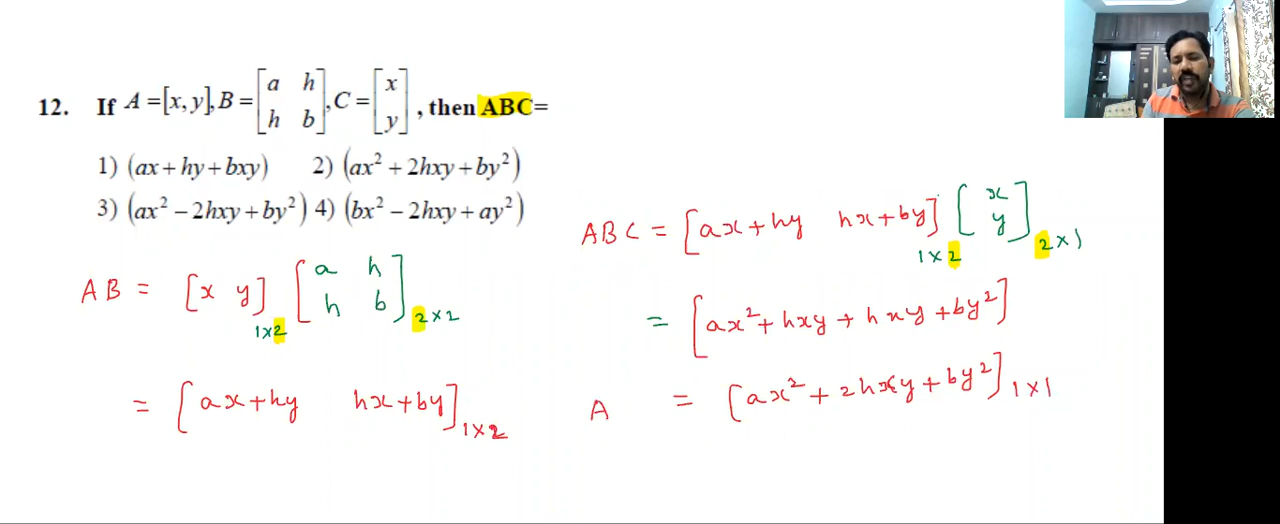 12. If A =[x, y], B = [a h h b], C = [x y], then ABC=
1) (ax + hy + bxy) 2) (ax² + 2hxy + by²)
3) (ax² − 2hxy + by²) 4) (bx² − 2hxy + ay²)
AB = [x y]1×2 [a h h b]2×2
= [ax+hy hx+by]1×2
ABC = [ax+hy hx+by]1×2 [x y]2×1
= [ax²+hxy+hxy+by²]
A = [ax²+2hxy+by²]1×1